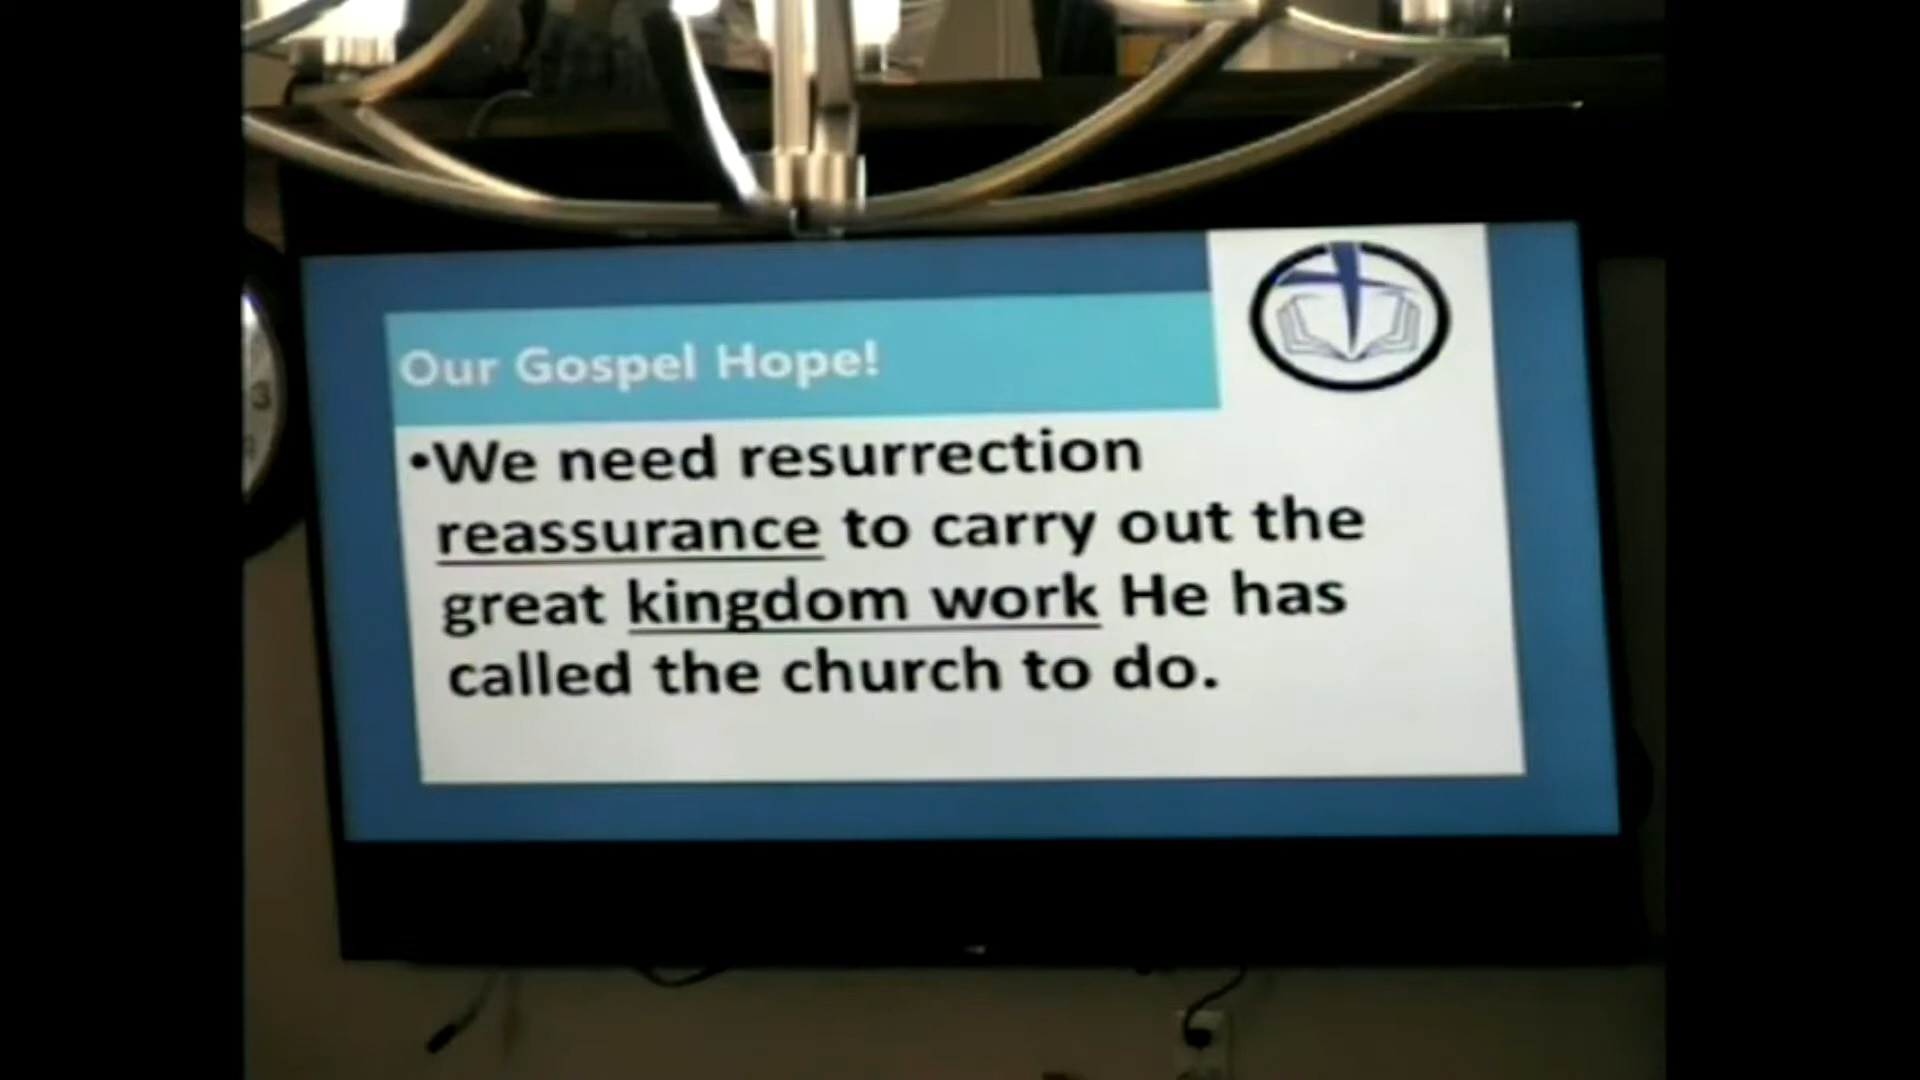 Our Gospel Hope!
•We need resurrection
reassurance to carry out the
great kingdom work He has
called the church to do.
3